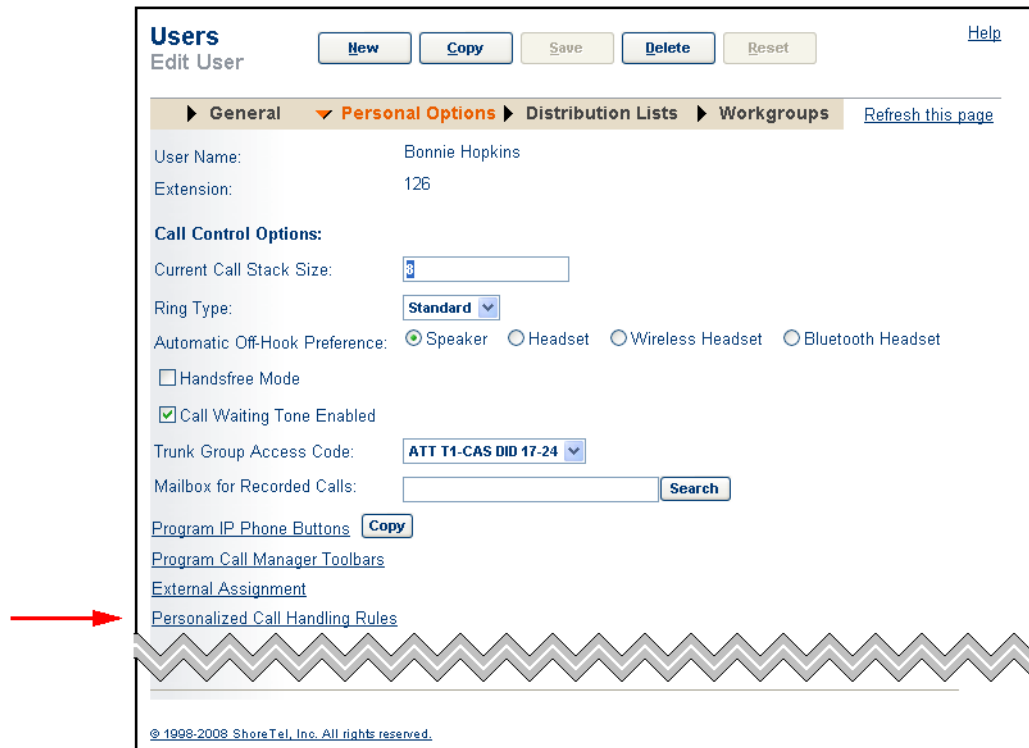 Users
Edit User
New Copy Save Delete Reset
Help
General Personal Options Distribution Lists Workgroups Refresh this page
User Name: Bonnie Hopkins
Extension: 126
Call Control Options:
Current Call Stack Size: 8
Ring Type: Standard
Automatic Off-Hook Preference: Speaker Headset Wireless Headset Bluetooth Headset
Handsfree Mode
Call Waiting Tone Enabled
Trunk Group Access Code: ATT T1-CAS DID 17-24
Mailbox for Recorded Calls: Search
Program IP Phone Buttons Copy
Program Call Manager Toolbars
External Assignment
Personalized Call Handling Rules
© 1998-2008 ShoreTel, Inc. All rights reserved.